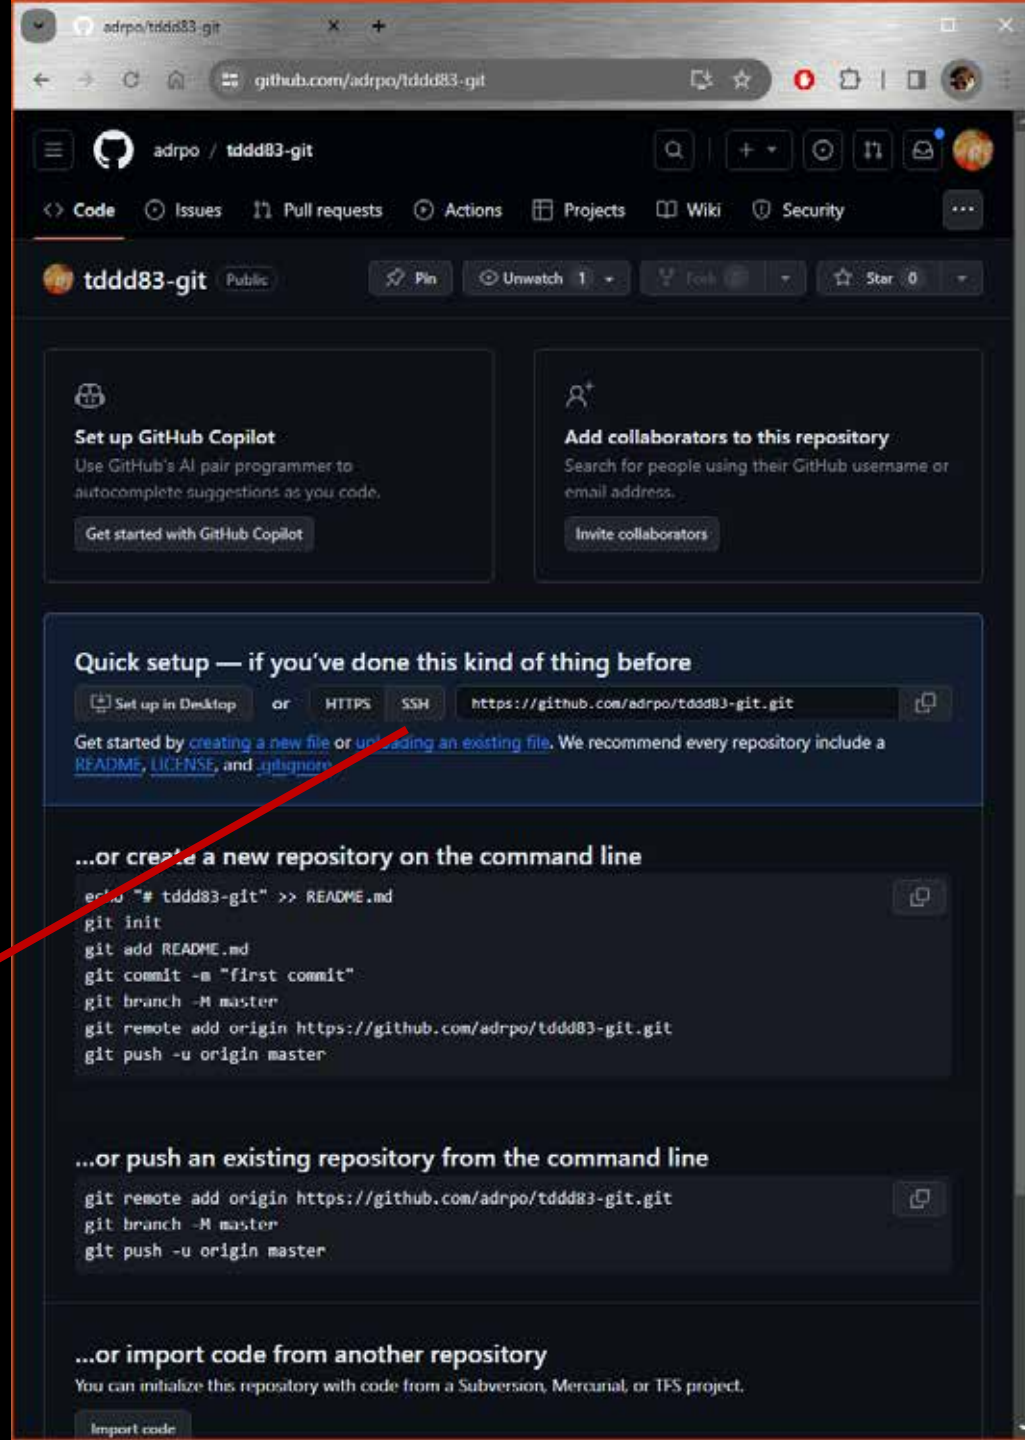 adrpo/tddd83-git
github.com/adrpo/tddd83-git
adrpo / tddd83-git
Code Issues Pull requests Actions Projects Wiki Security
tddd83-git Public Pin Unwatch 1 Fork Star 0
Set up GitHub Copilot
Use GitHub's AI pair programmer to
autocomplete suggestions as you code.
Get started with GitHub Copilot
Add collaborators to this repository
Search for people using their GitHub username or
email address.
Invite collaborators
Quick setup — if you've done this kind of thing before
Set up in Desktop or HTTPS SSH https://github.com/adrpo/tddd83-git.git
Get started by creating a new file or uploading an existing file. We recommend every repository include a
README, LICENSE, and .gitignore.
...or create a new repository on the command line
echo "# tddd83-git" >> README.md
git init
git add README.md
git commit -m "first commit"
git branch -M master
git remote add origin https://github.com/adrpo/tddd83-git.git
git push -u origin master
...or push an existing repository from the command line
git remote add origin https://github.com/adrpo/tddd83-git.git
git branch -M master
git push -u origin master
...or import code from another repository
You can initialize this repository with code from a Subversion, Mercurial, or TFS project.
Import code